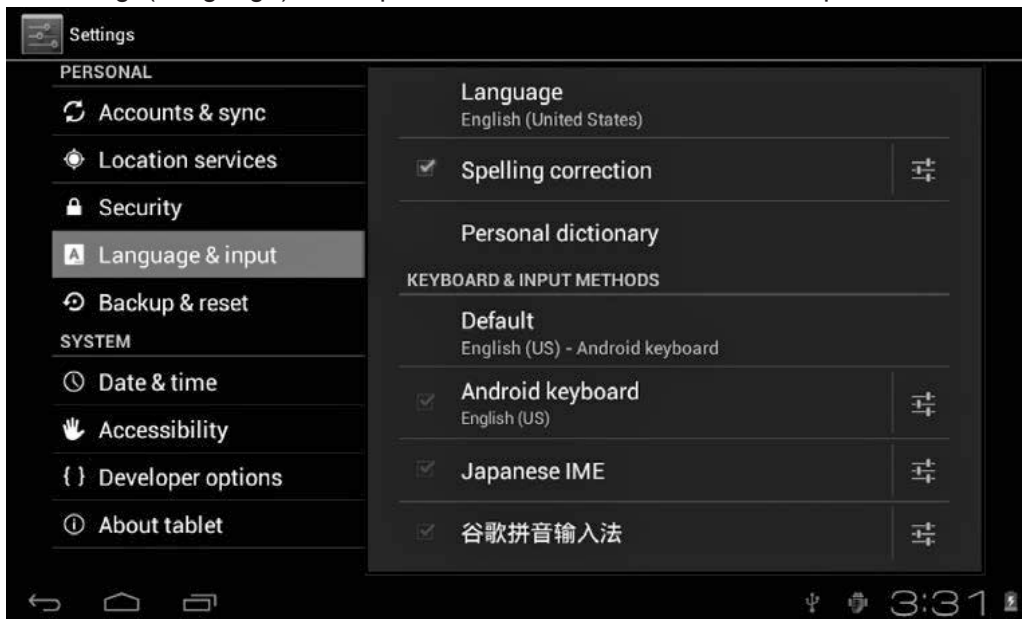 Settings
PERSONAL
Accounts & sync
Location services
Security
Language & input
Backup & reset
SYSTEM
Date & time
Accessibility
{ } Developer options
About tablet
Language
English (United States)
Spelling correction
Personal dictionary
KEYBOARD & INPUT METHODS
Default
English (US) - Android keyboard
Android keyboard
English (US)
Japanese IME
谷歌拼音输入法
3:31